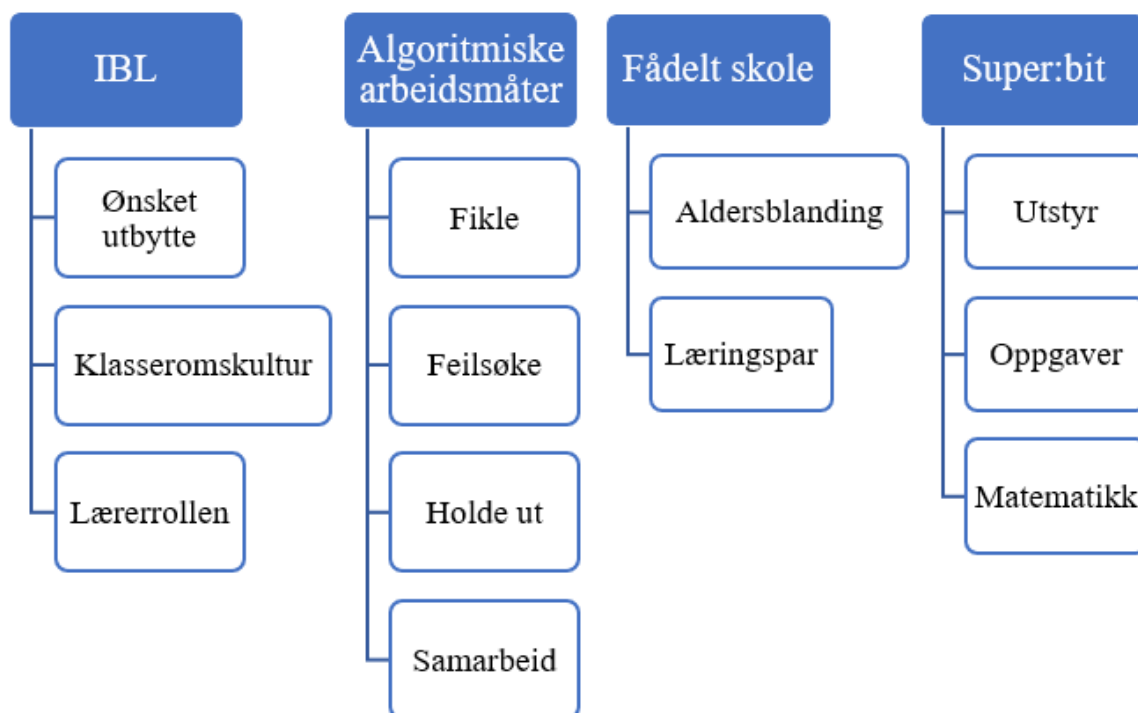 IBL
Ønsket
utbytte
Klasseromskultur
Lærerrollen
Algoritmiske
arbeidsmåter
Fikle
Feilsøke
Holde ut
Samarbeid
Fådelt skole
Aldersblanding
Læringspar
Super:bit
Utstyr
Oppgaver
Matematikk